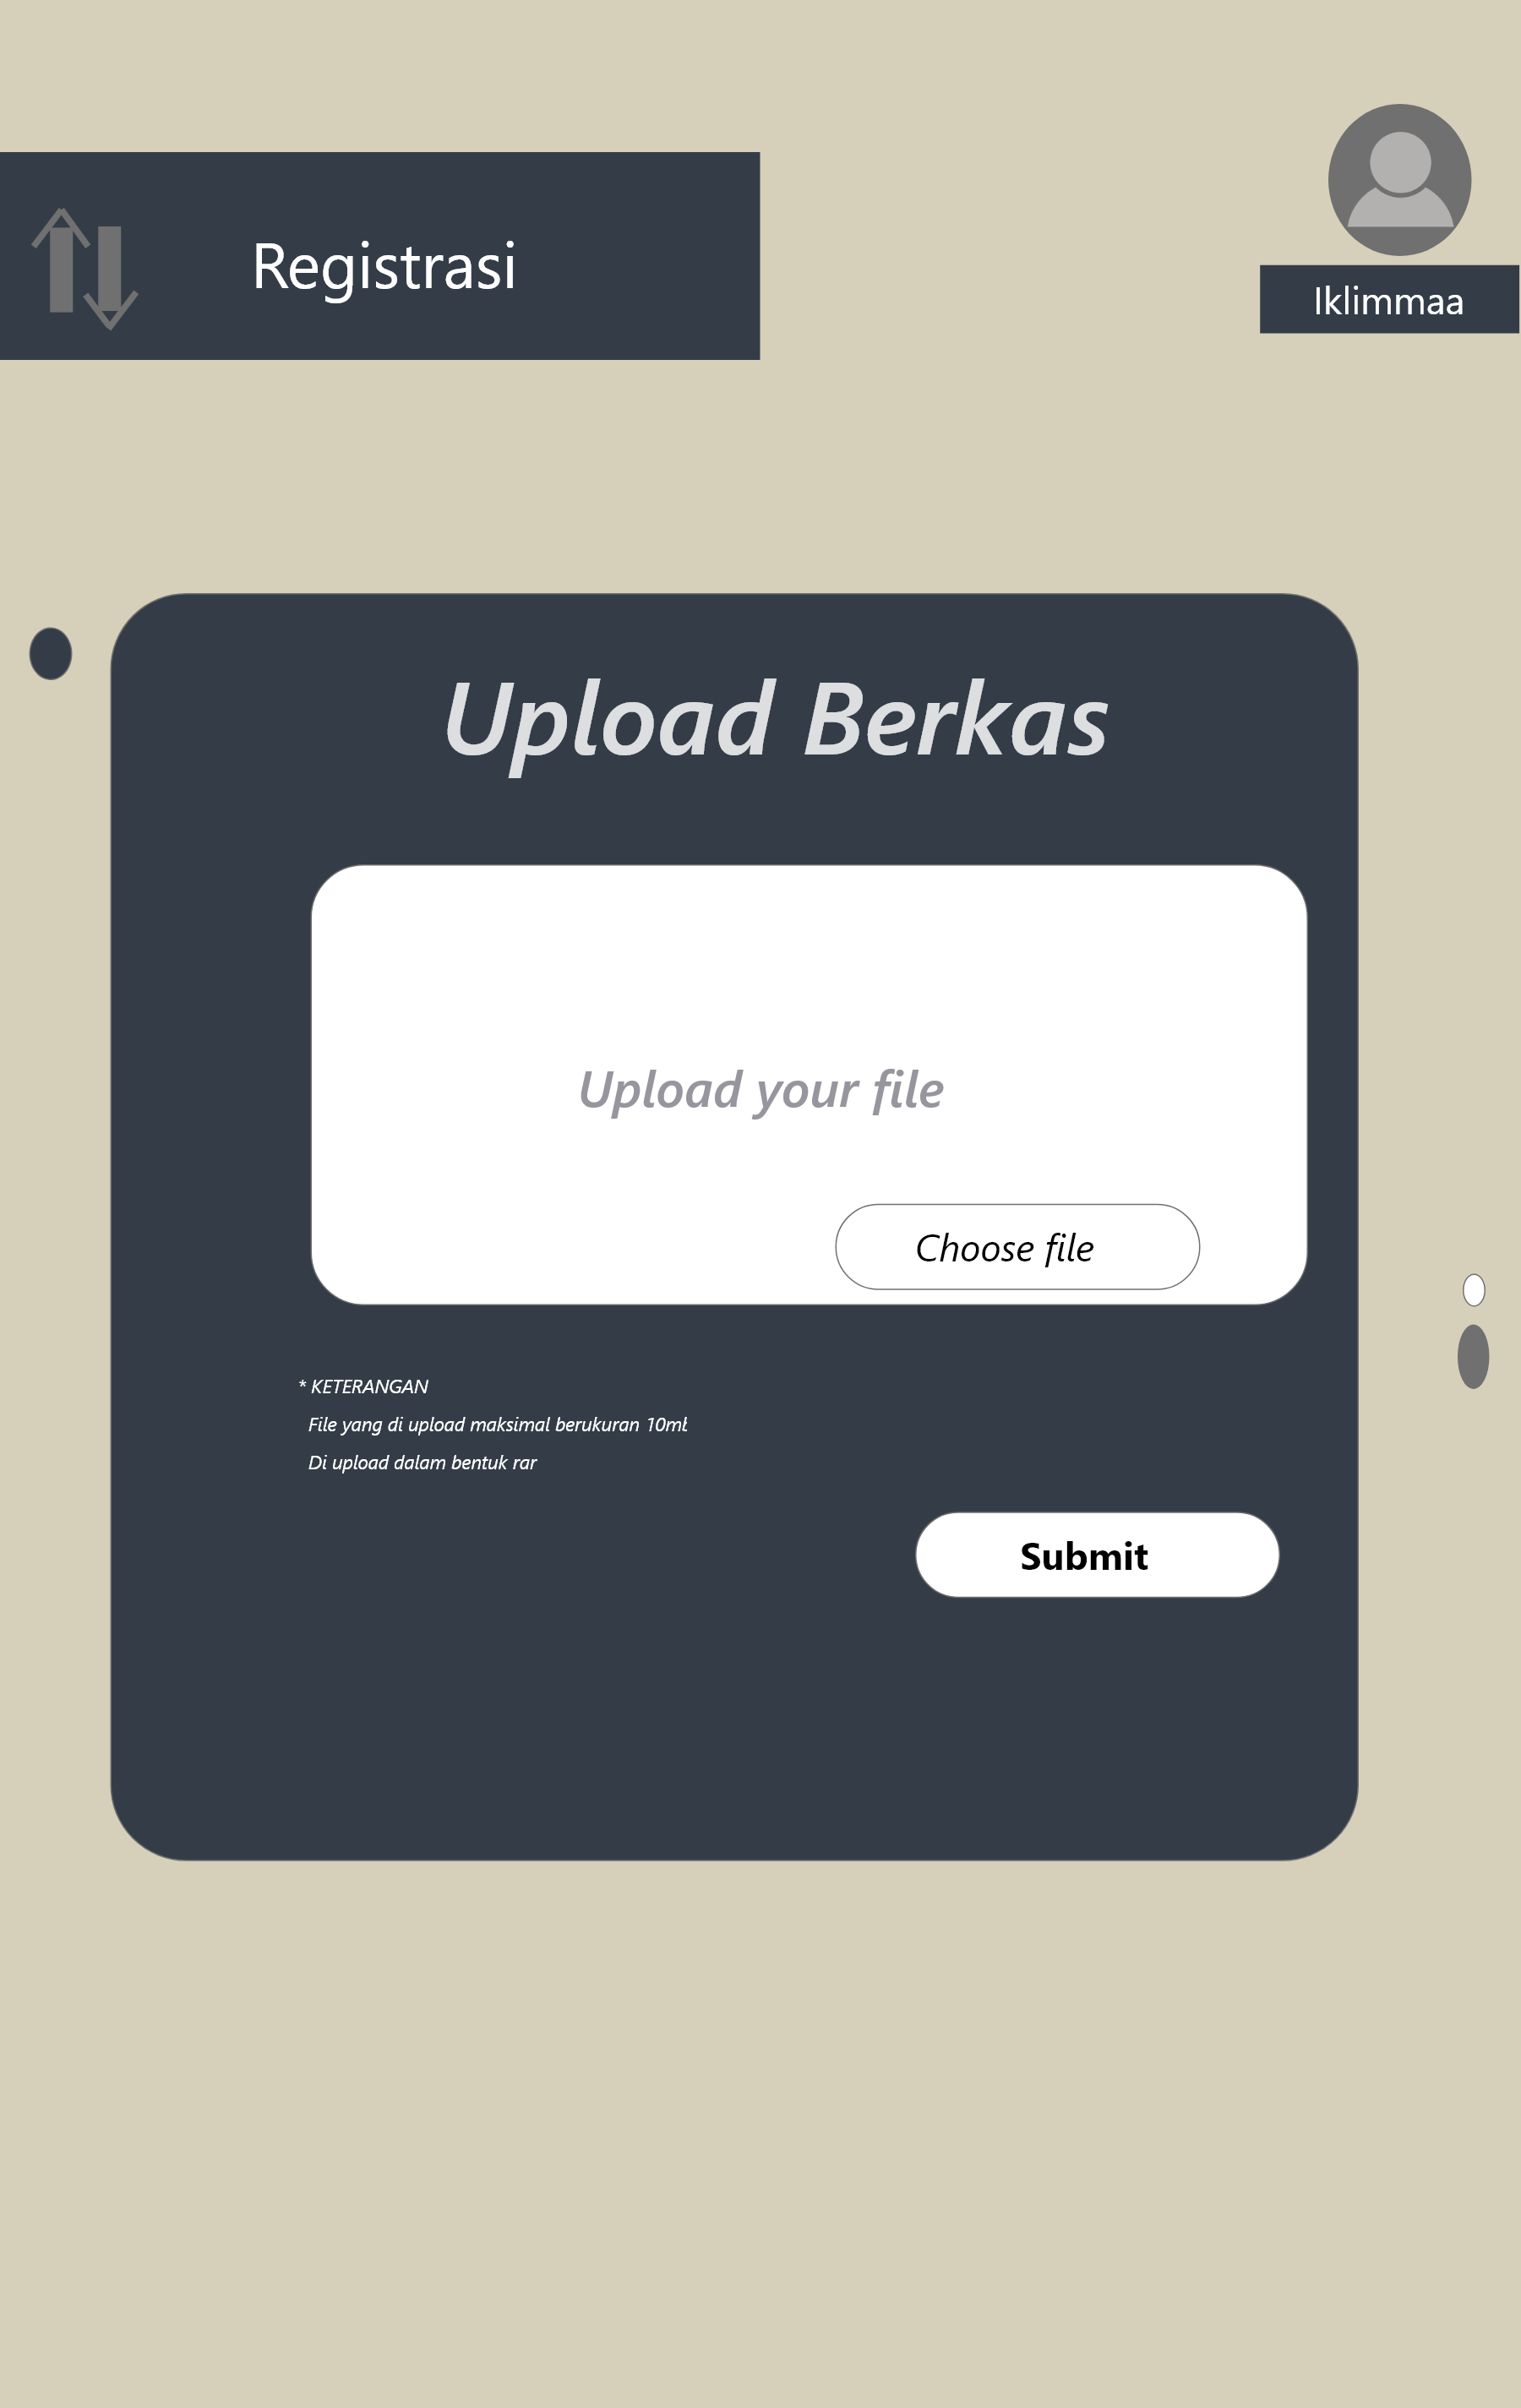 Registrasi
Iklimmaa
Upload Berkas
Upload your file
Choose file
* KETERANGAN
File yang di upload maksimal berukuran
Di upload dalam bentuk rar
Submit